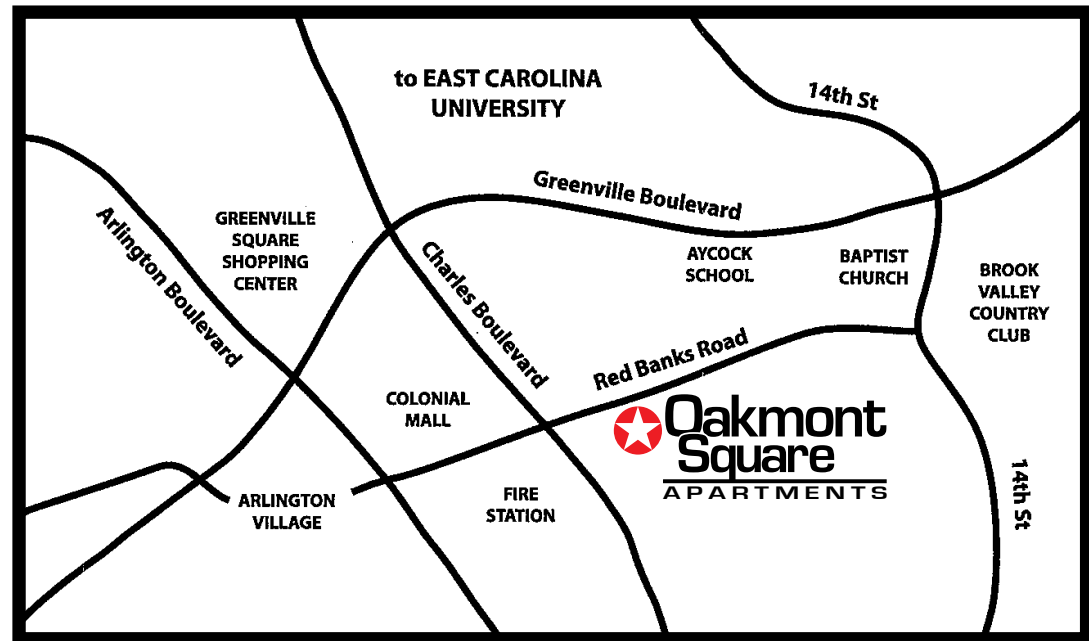 to EAST CAROLINA
UNIVERSITY
14th St
Greenville Boulevard
Arlington Boulevard
GREENVILLE
SQUARE
SHOPPING
CENTER
Charles Boulevard
AYCOCK
SCHOOL
BAPTIST
CHURCH
BROOK
VALLEY
COUNTRY
CLUB
Red Banks Road
COLONIAL
MALL
Oakmont
Square
APARTMENTS
ARLINGTON
VILLAGE
FIRE
STATION
14th St